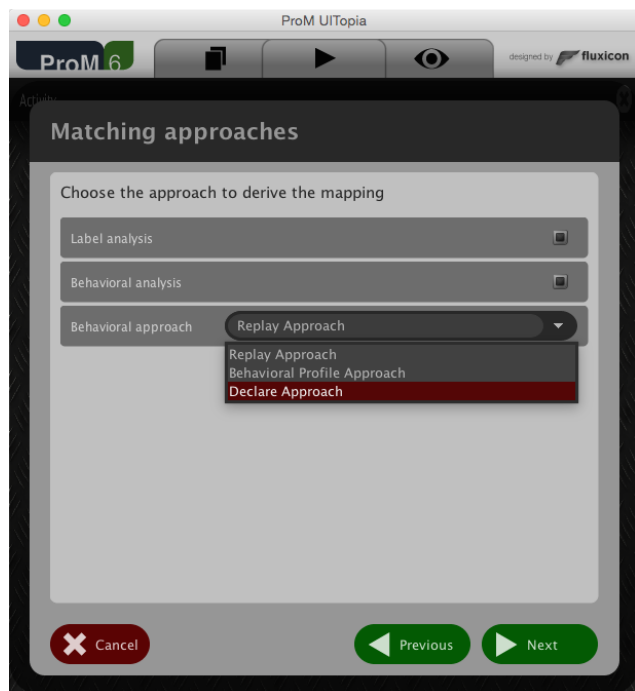 ProM UITopia
ProM 6
designed by fluxicon
Activity
Matching approaches
Choose the approach to derive the mapping
Label analysis
Behavioral analysis
Behavioral approach Replay Approach
Replay Approach
Behavioral Profile Approach
Declare Approach
Cancel Previous Next